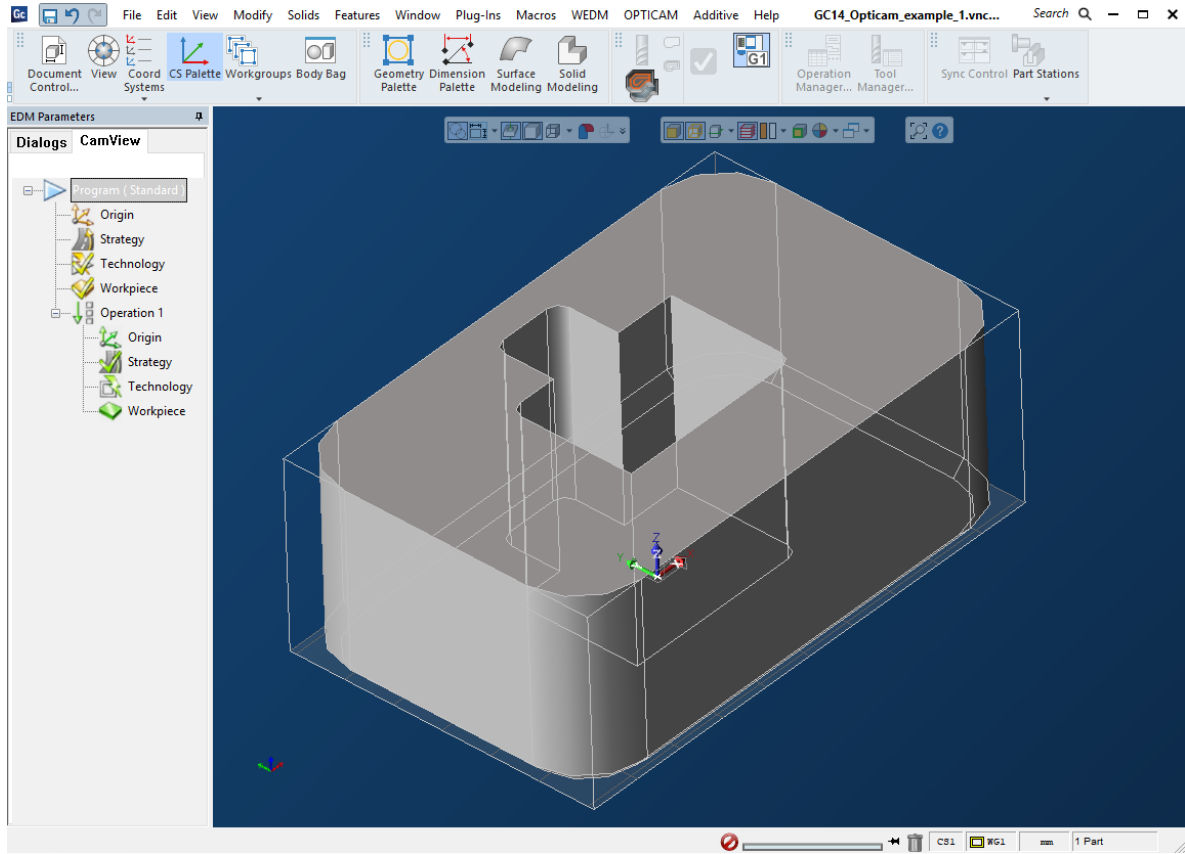 Gc File Edit View Modify Solids Features Window Plug-Ins Macros WEDM OPTICAM Additive Help GC14_Opticam_example_1.vnc... Search
Document Control...
View
Coord Systems
CS Palette
Workgroups
Body Bag
Geometry Palette
Dimension Palette
Surface Modeling
Solid Modeling
G1
Operation Manager...
Tool Manager...
Sync Control
Part Stations
EDM Parameters
Dialogs CamView
Program ( Standard )
Origin
Strategy
Technology
Workpiece
Operation 1
Origin
Strategy
Technology
Workpiece
Z
Z
Y
CS1 WG1 mm 1 Part